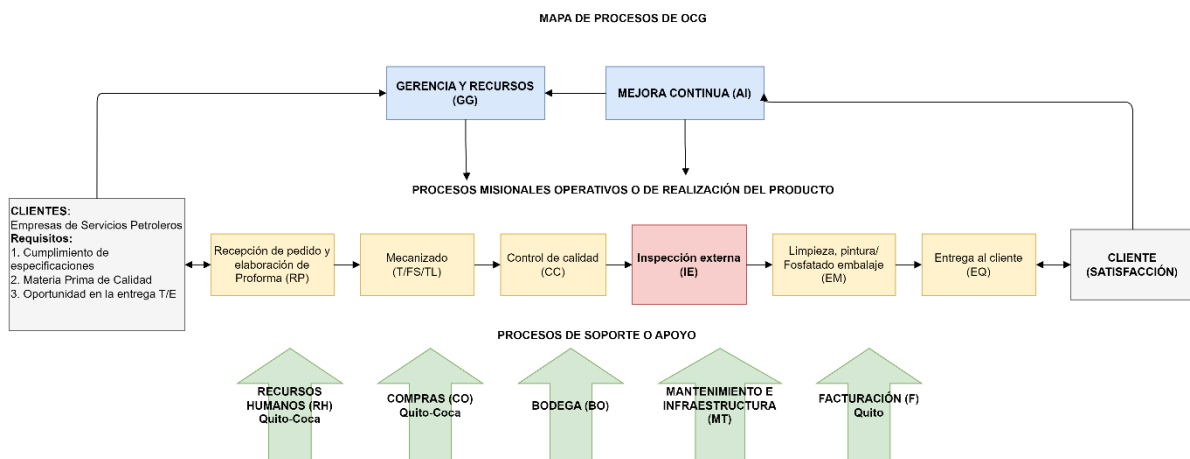 MAPA DE PROCESOS DE OCG
GERENCIA Y RECURSOS
(GG)
MEJORA CONTINUA (AI)
PROCESOS MISIONALES OPERATIVOS O DE REALIZACIÓN DEL PRODUCTO
CLIENTES:
Empresas de Servicios Petroleros
Requisitos:
1. Cumplimiento de
especificaciones
2. Materia Prima de Calidad
3. Oportunidad en la entrega T/E
Recepción de pedido y
elaboración de
Proforma (RP)
Mecanizado
(T/FS/TL)
Control de calidad
(CC)
Inspección externa
(IE)
Limpieza, pintura/
Fosfatado embalaje
(EM)
Entrega al cliente
(EQ)
CLIENTE
(SATISFACCIÓN)
PROCESOS DE SOPORTE O APOYO
RECURSOS
HUMANOS (RH)
Quito-Coca
COMPRAS (CO)
Quito-Coca
BODEGA (BO)
MANTENIMIENTO E
INFRAESTRUCTURA
(MT)
FACTURACIÓN (F)
Quito